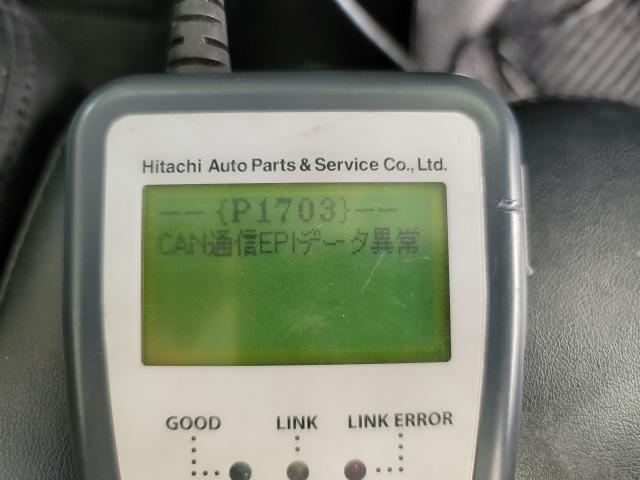 Hitachi Auto Parts & Service Co., Ltd.
--{P1703}--
CAN通信EPIデータ異常
GOOD LINK LINK ERROR